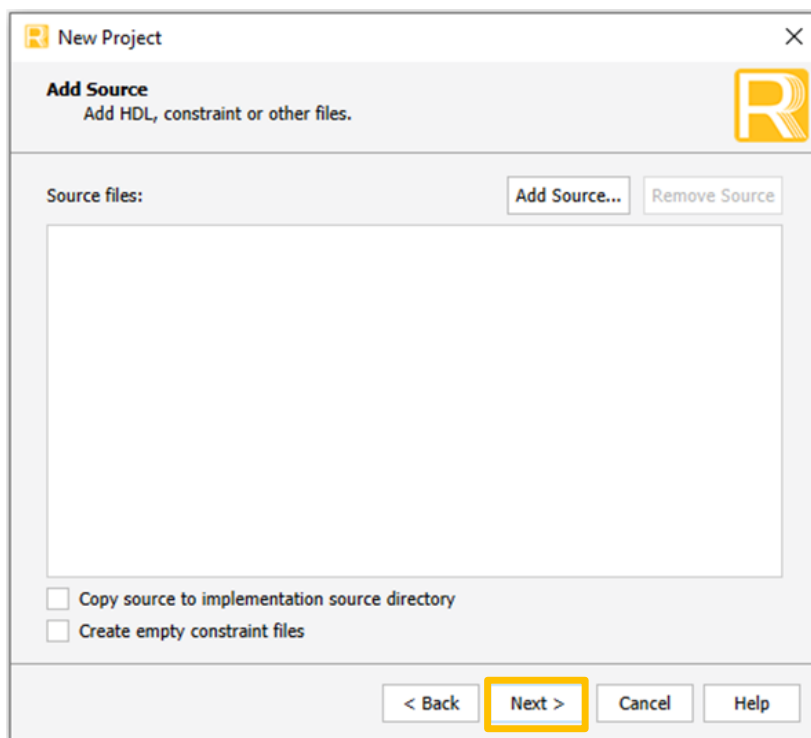 New Project
Add Source
Add HDL, constraint or other files.
R
Source files:
Add Source...
Remove Source
Copy source to implementation source directory
Create empty constraint files
< Back
Next >
Cancel
Help